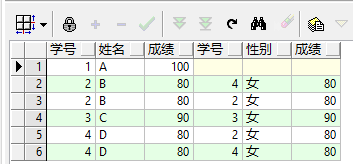 学号 姓名 成绩 学号 性别 成绩
1 1 A 100
2 2 B 80 4 女 80
3 2 B 80 2 女 80
4 3 C 90 3 女 90
5 4 D 80 2 女 80
6 4 D 80 4 女 80